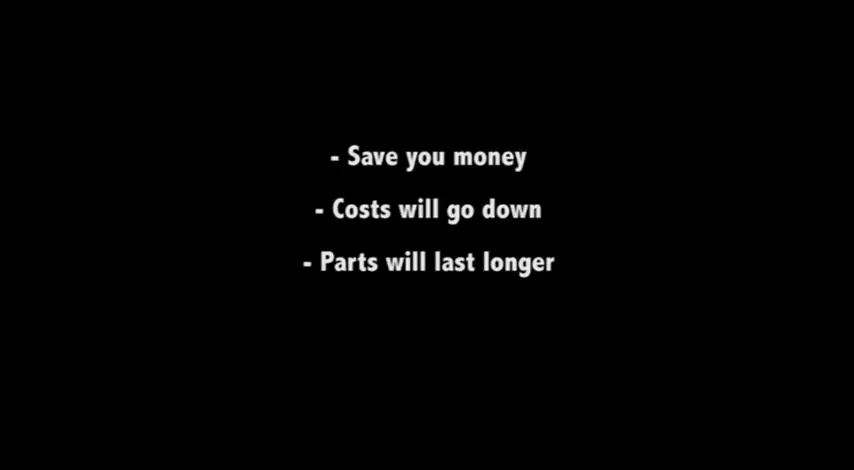 - Save you money
- Costs will go down
- Parts will last longer